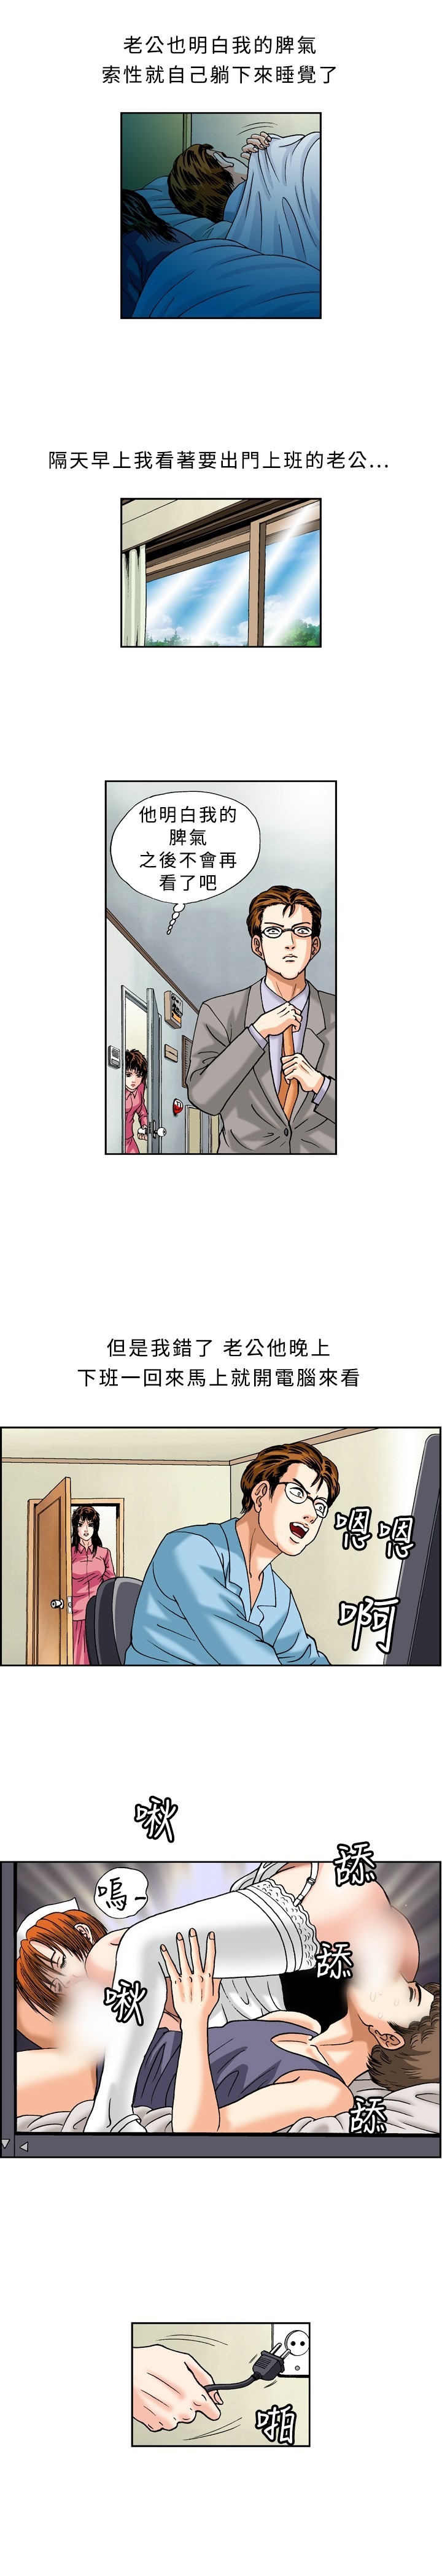 老公也明白我的脾氣
索性就自己躺下來睡覺了
隔天早上我看著要出門上班的老公...
他明白我的
脾氣
之後不會再
看了吧
但是我錯了 老公他晚上
下班一回來馬上就開電腦來看
嗯嗯
啊
啾
舔
嗚-
舔
啾
舔
啪